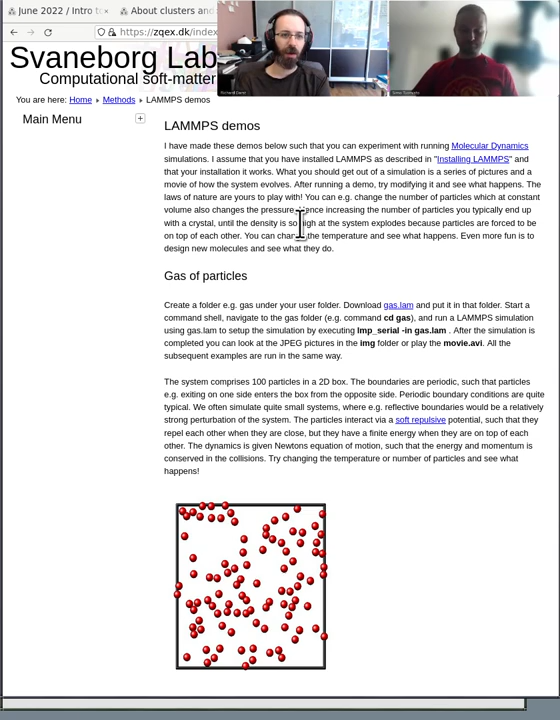 June 2022 / Intro to
About clusters and
https://zqex.dk/index
Svaneborg Lab
Computational soft-matter
You are here: Home ▸ Methods ▸ LAMMPS demos
Main Menu
LAMMPS demos
I have made these demos below such that you can experiment with running Molecular Dynamics
simulations. I assume that you have installed LAMMPS as described in "Installing LAMMPS" and
that your installation it works. What you should get out of a simulation is a series of pictures and a
movie of how the system evolves. After running a demo, try modifying it and see what happens. The
laws of nature are yours to play with! You can e.g. change the number of particles which at constant
volume also changes the pressure, since increasing the number of particles you typically end up
with a crystal, until the density is so high at the system explodes because particles are forced to be
on top of each other. You can change the temperature and see what happens. Even more fun is to
design new molecules and see what they do.
Gas of particles
Create a folder e.g. gas under your user folder. Download gas.lam and put it in that folder. Start a
command shell, navigate to the gas folder (e.g. command cd gas), and run a LAMMPS simulation
using gas.lam to setup the simulation by executing lmp_serial -in gas.lam . After the simulation is
completed you can look at the JPEG pictures in the img folder or play the movie.avi. All the
subsequent examples are run in the same way.
The system comprises 100 particles in a 2D box. The boundaries are periodic, such that particles
e.g. exiting on one side enters the box from the opposite side. Periodic boundary conditions are quite
typical. We often simulate quite small systems, where e.g. reflective boundaries would be a relatively
strong perturbation of the system. The particles interact via a soft repulsive potential, such that they
repel each other when they are close, but they have a finite energy when they are on top of each
other. The dynamics is given Newtons equation of motion, such that the energy and momentum is
conserved in the collisions. Try changing the temperature or number of particles and see what
happens!